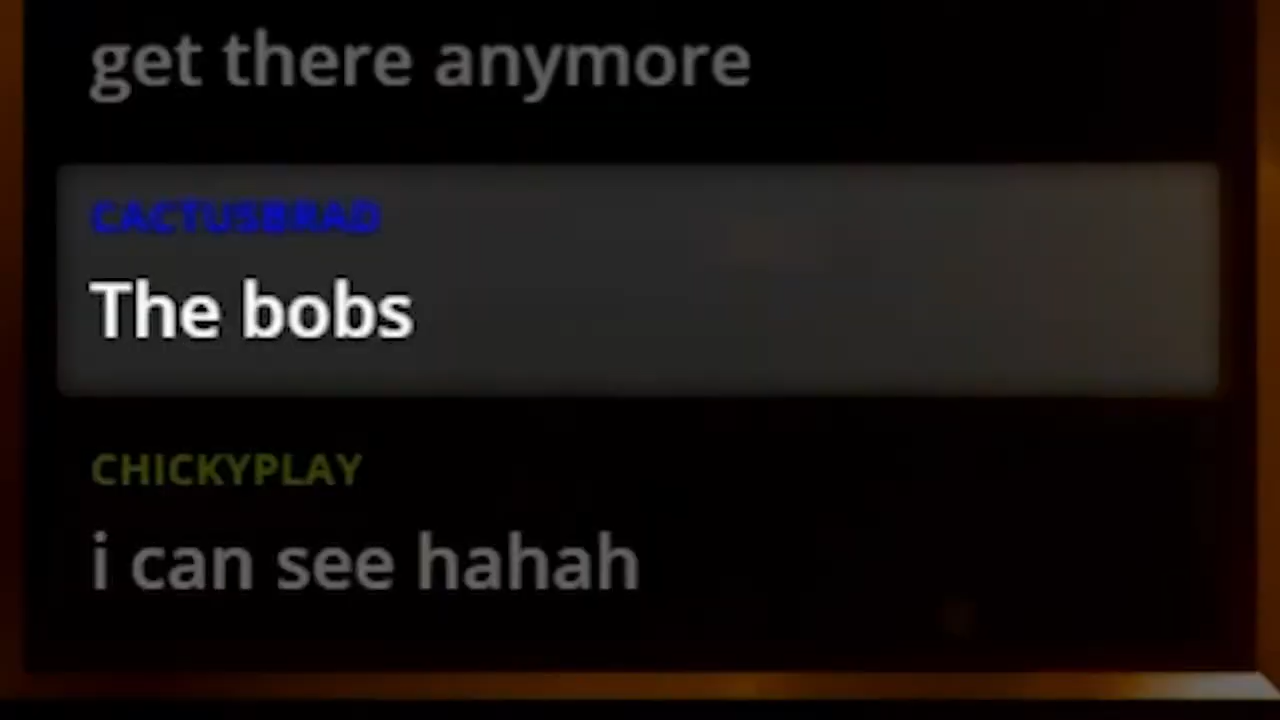 get there anymore
CACTUSBRAD
The bobs
CHICKYPLAY
i can see hahah